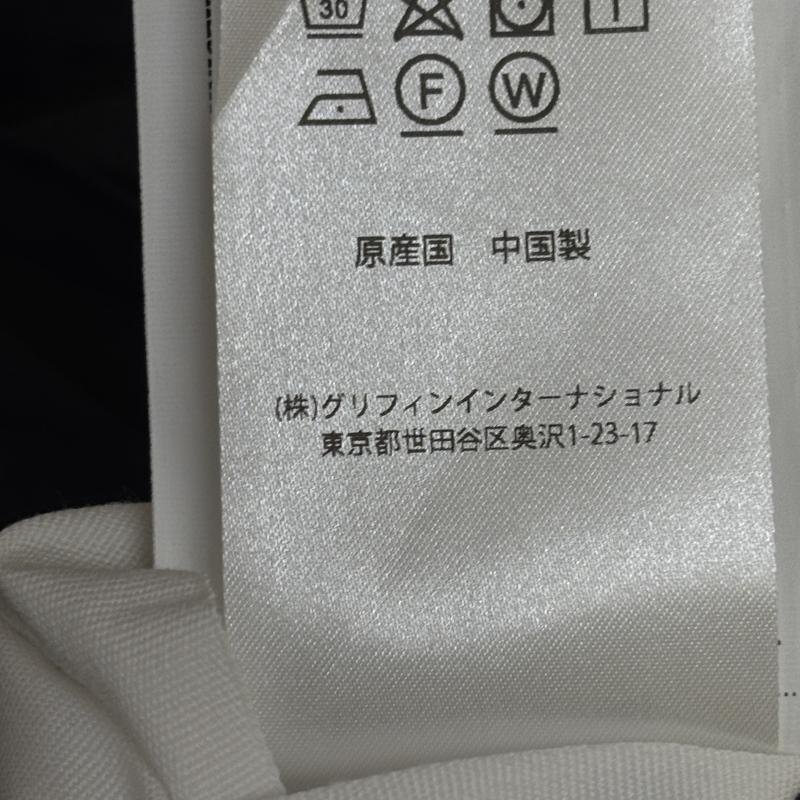 30
F W
原産国 中国製
(株)グリフィンインターナショナル
東京都世田谷区奥沢1-23-17